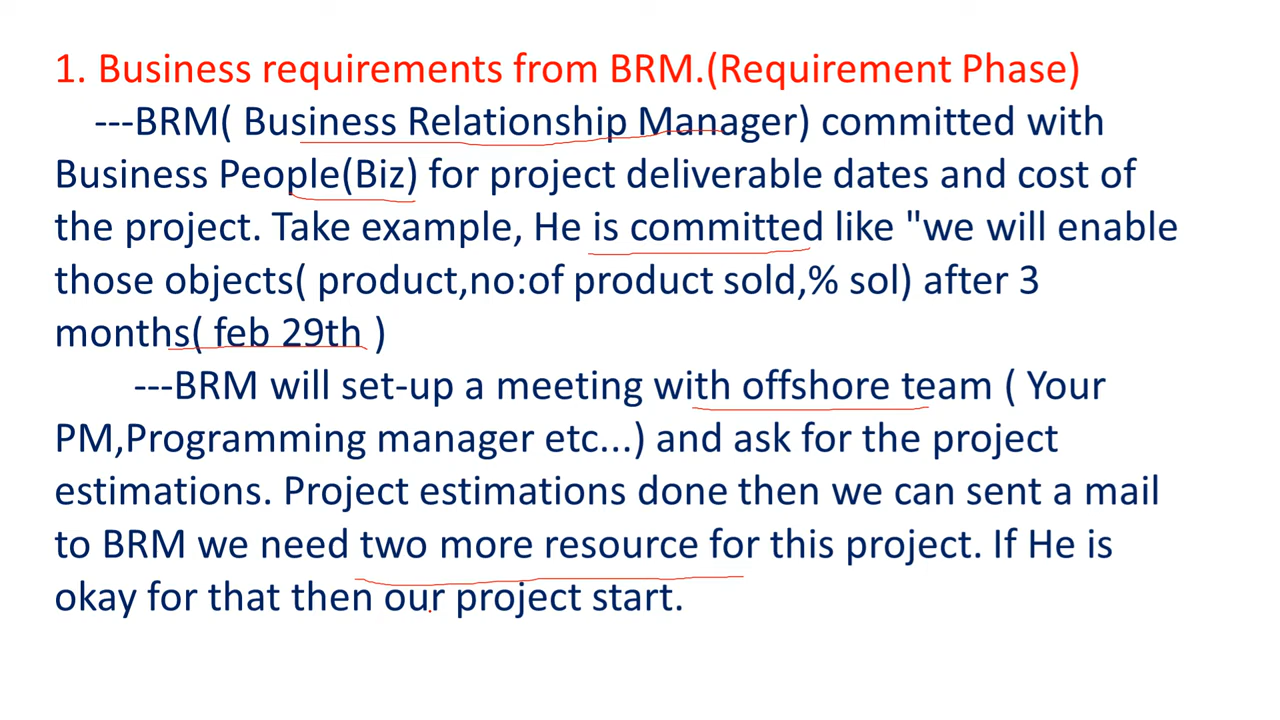 1. Business requirements from BRM.(Requirement Phase)
---BRM( Business Relationship Manager) committed with
Business People(Biz) for project deliverable dates and cost of
the project. Take example, He is committed like "we will enable
those objects( product,no:of product sold,% sol) after 3
months( feb 29th )
---BRM will set-up a meeting with offshore team ( Your
PM,Programming manager etc...) and ask for the project
estimations. Project estimations done then we can sent a mail
to BRM we need two more resource for this project. If He is
okay for that then our project start.